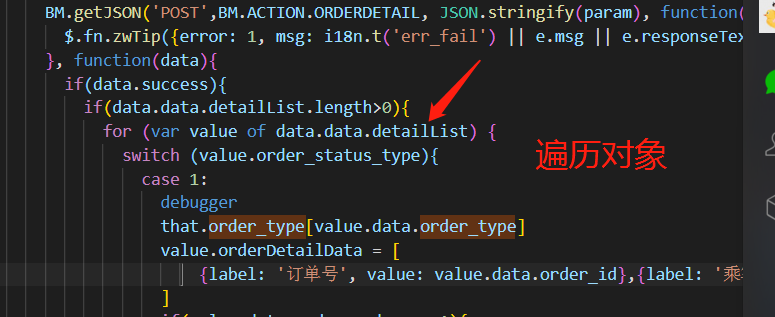 BM.getJSON('POST',BM.ACTION.ORDERDETAIL, JSON.stringify(param), function(
$.fn.zwTip({error: 1, msg: i18n.t('err_fail') || e.msg || e.responseTex
}, function(data){
if(data.success){
if(data.data.detailList.length>0){
for (var value of data.data.detailList) {
switch (value.order_status_type){
遍历对象
case 1:
debugger
that.order_type[value.data.order_type]
value.orderDetailData = [
{label: '订单号', value: value.data.order_id},{label: '乘
]